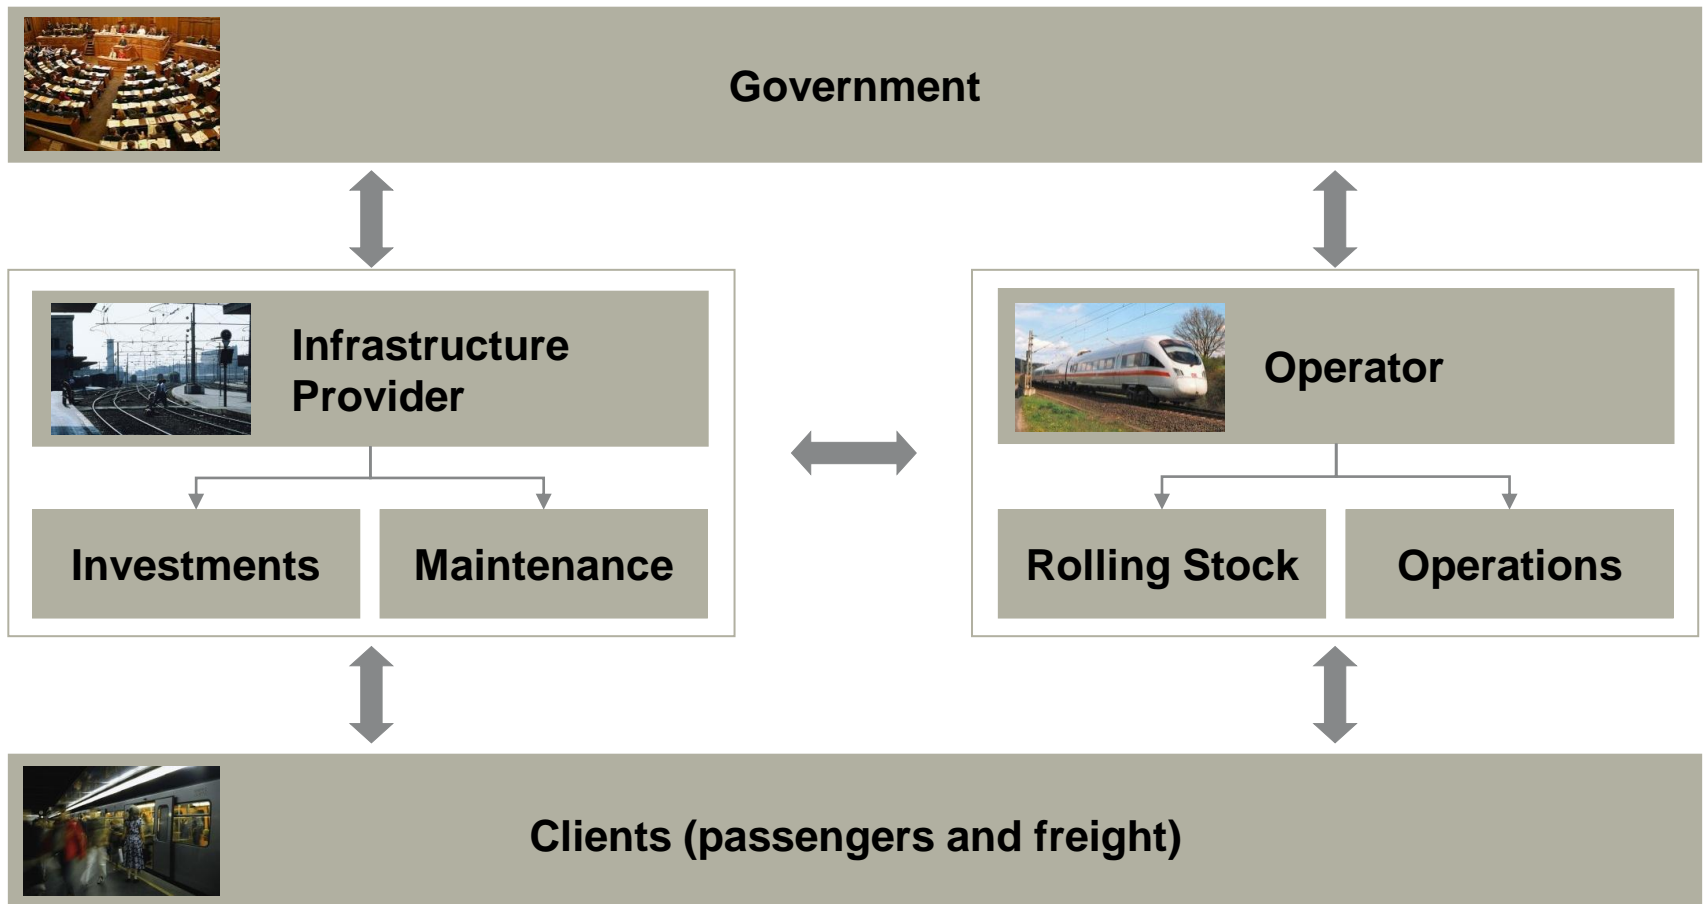 Government
Infrastructure
Provider
Investments
Maintenance
Operator
Rolling Stock
Operations
Clients (passengers and freight)